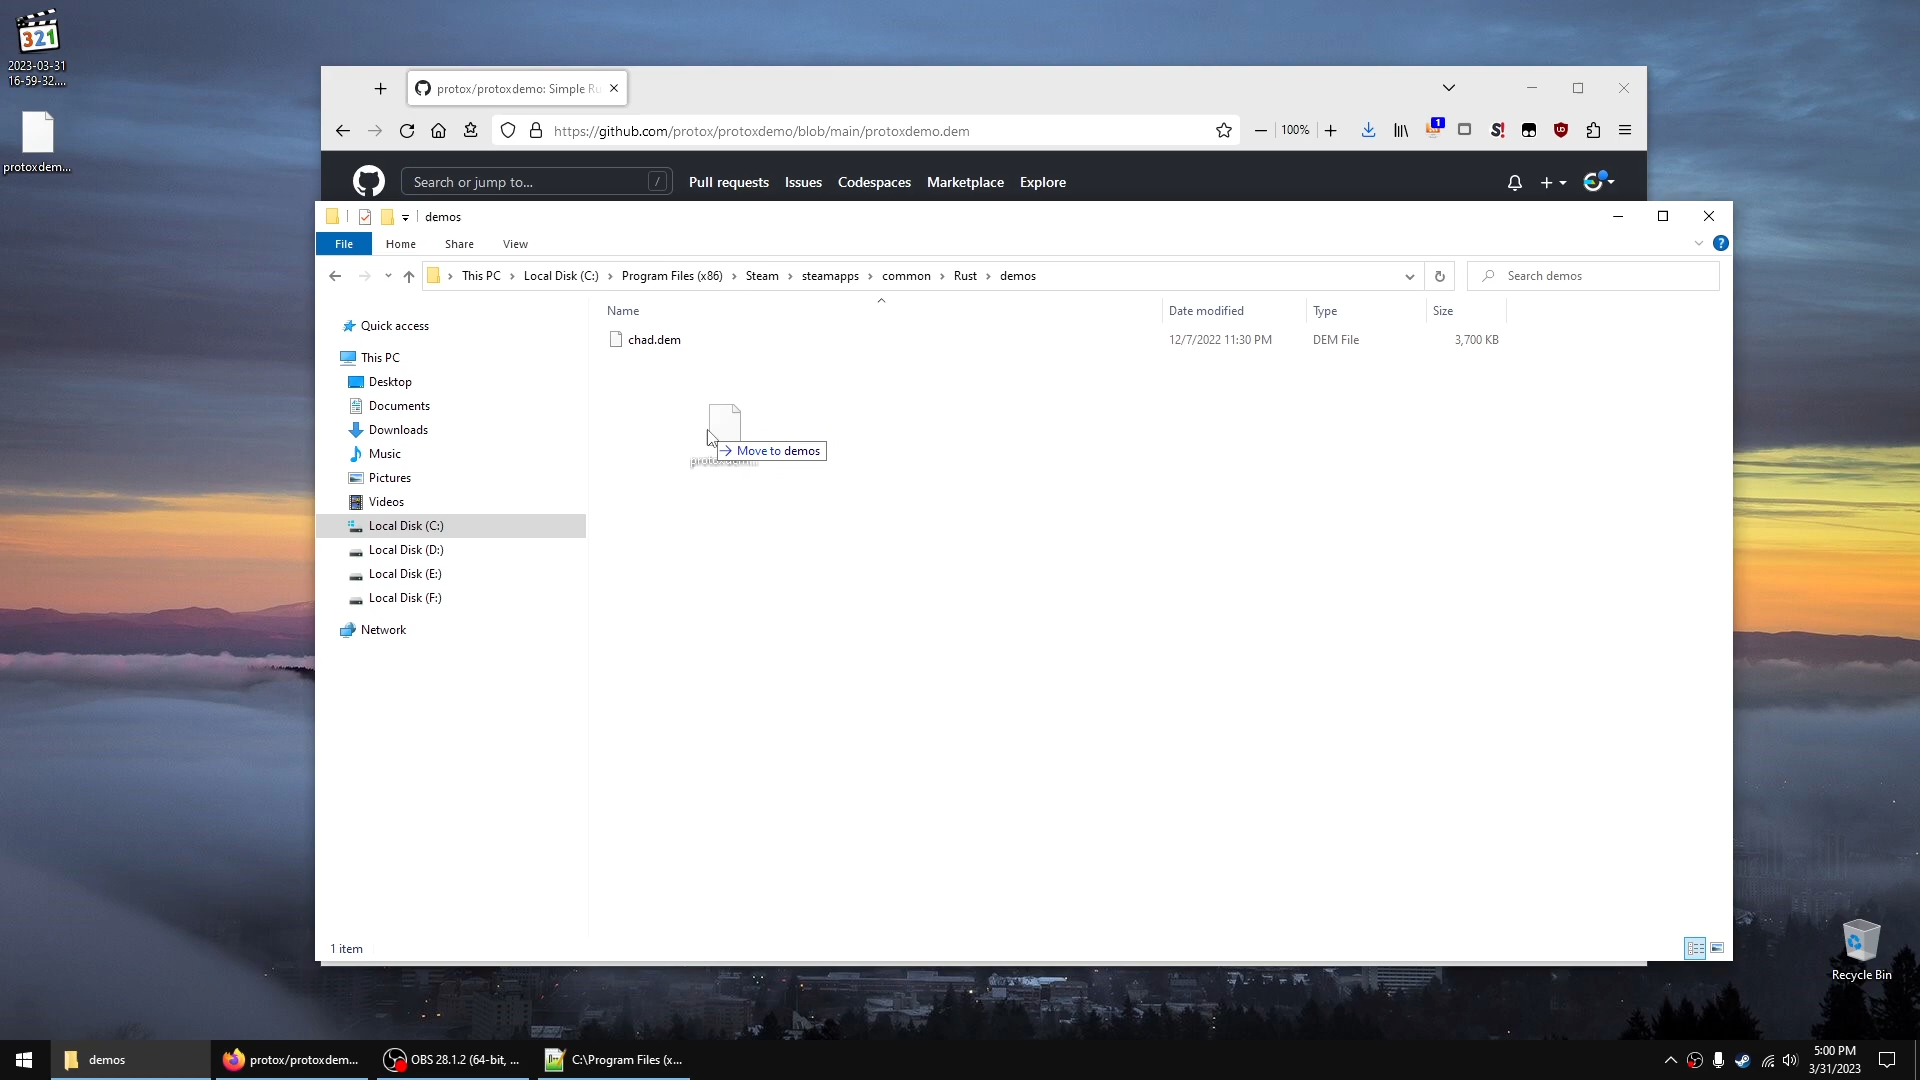 321
2023-03-31
16-59-32....
protoxdem...
protox/protoxdemo: Simple Ru
https://github.com/protox/protoxdemo/blob/main/protoxdemo.dem
100%
1
S!
Search or jump to...
/
Pull requests
Issues
Codespaces
Marketplace
Explore
demos
File
Home
Share
View
?
This PC
Local Disk (C:)
Program Files (x86)
Steam
steamapps
common
Rust
demos
Search demos
Name
Date modified
Type
Size
chad.dem
12/7/2022 11:30 PM
DEM File
3,700 KB
Quick access
This PC
Desktop
Documents
Downloads
Music
Pictures
Videos
Local Disk (C:)
Local Disk (D:)
Local Disk (E:)
Local Disk (F:)
Network
Move to demos
1 item
Recycle Bin
demos
protox/protoxdem...
OBS 28.1.2 (64-bit, ...
C:\Program Files (x...
5:00 PM
3/31/2023